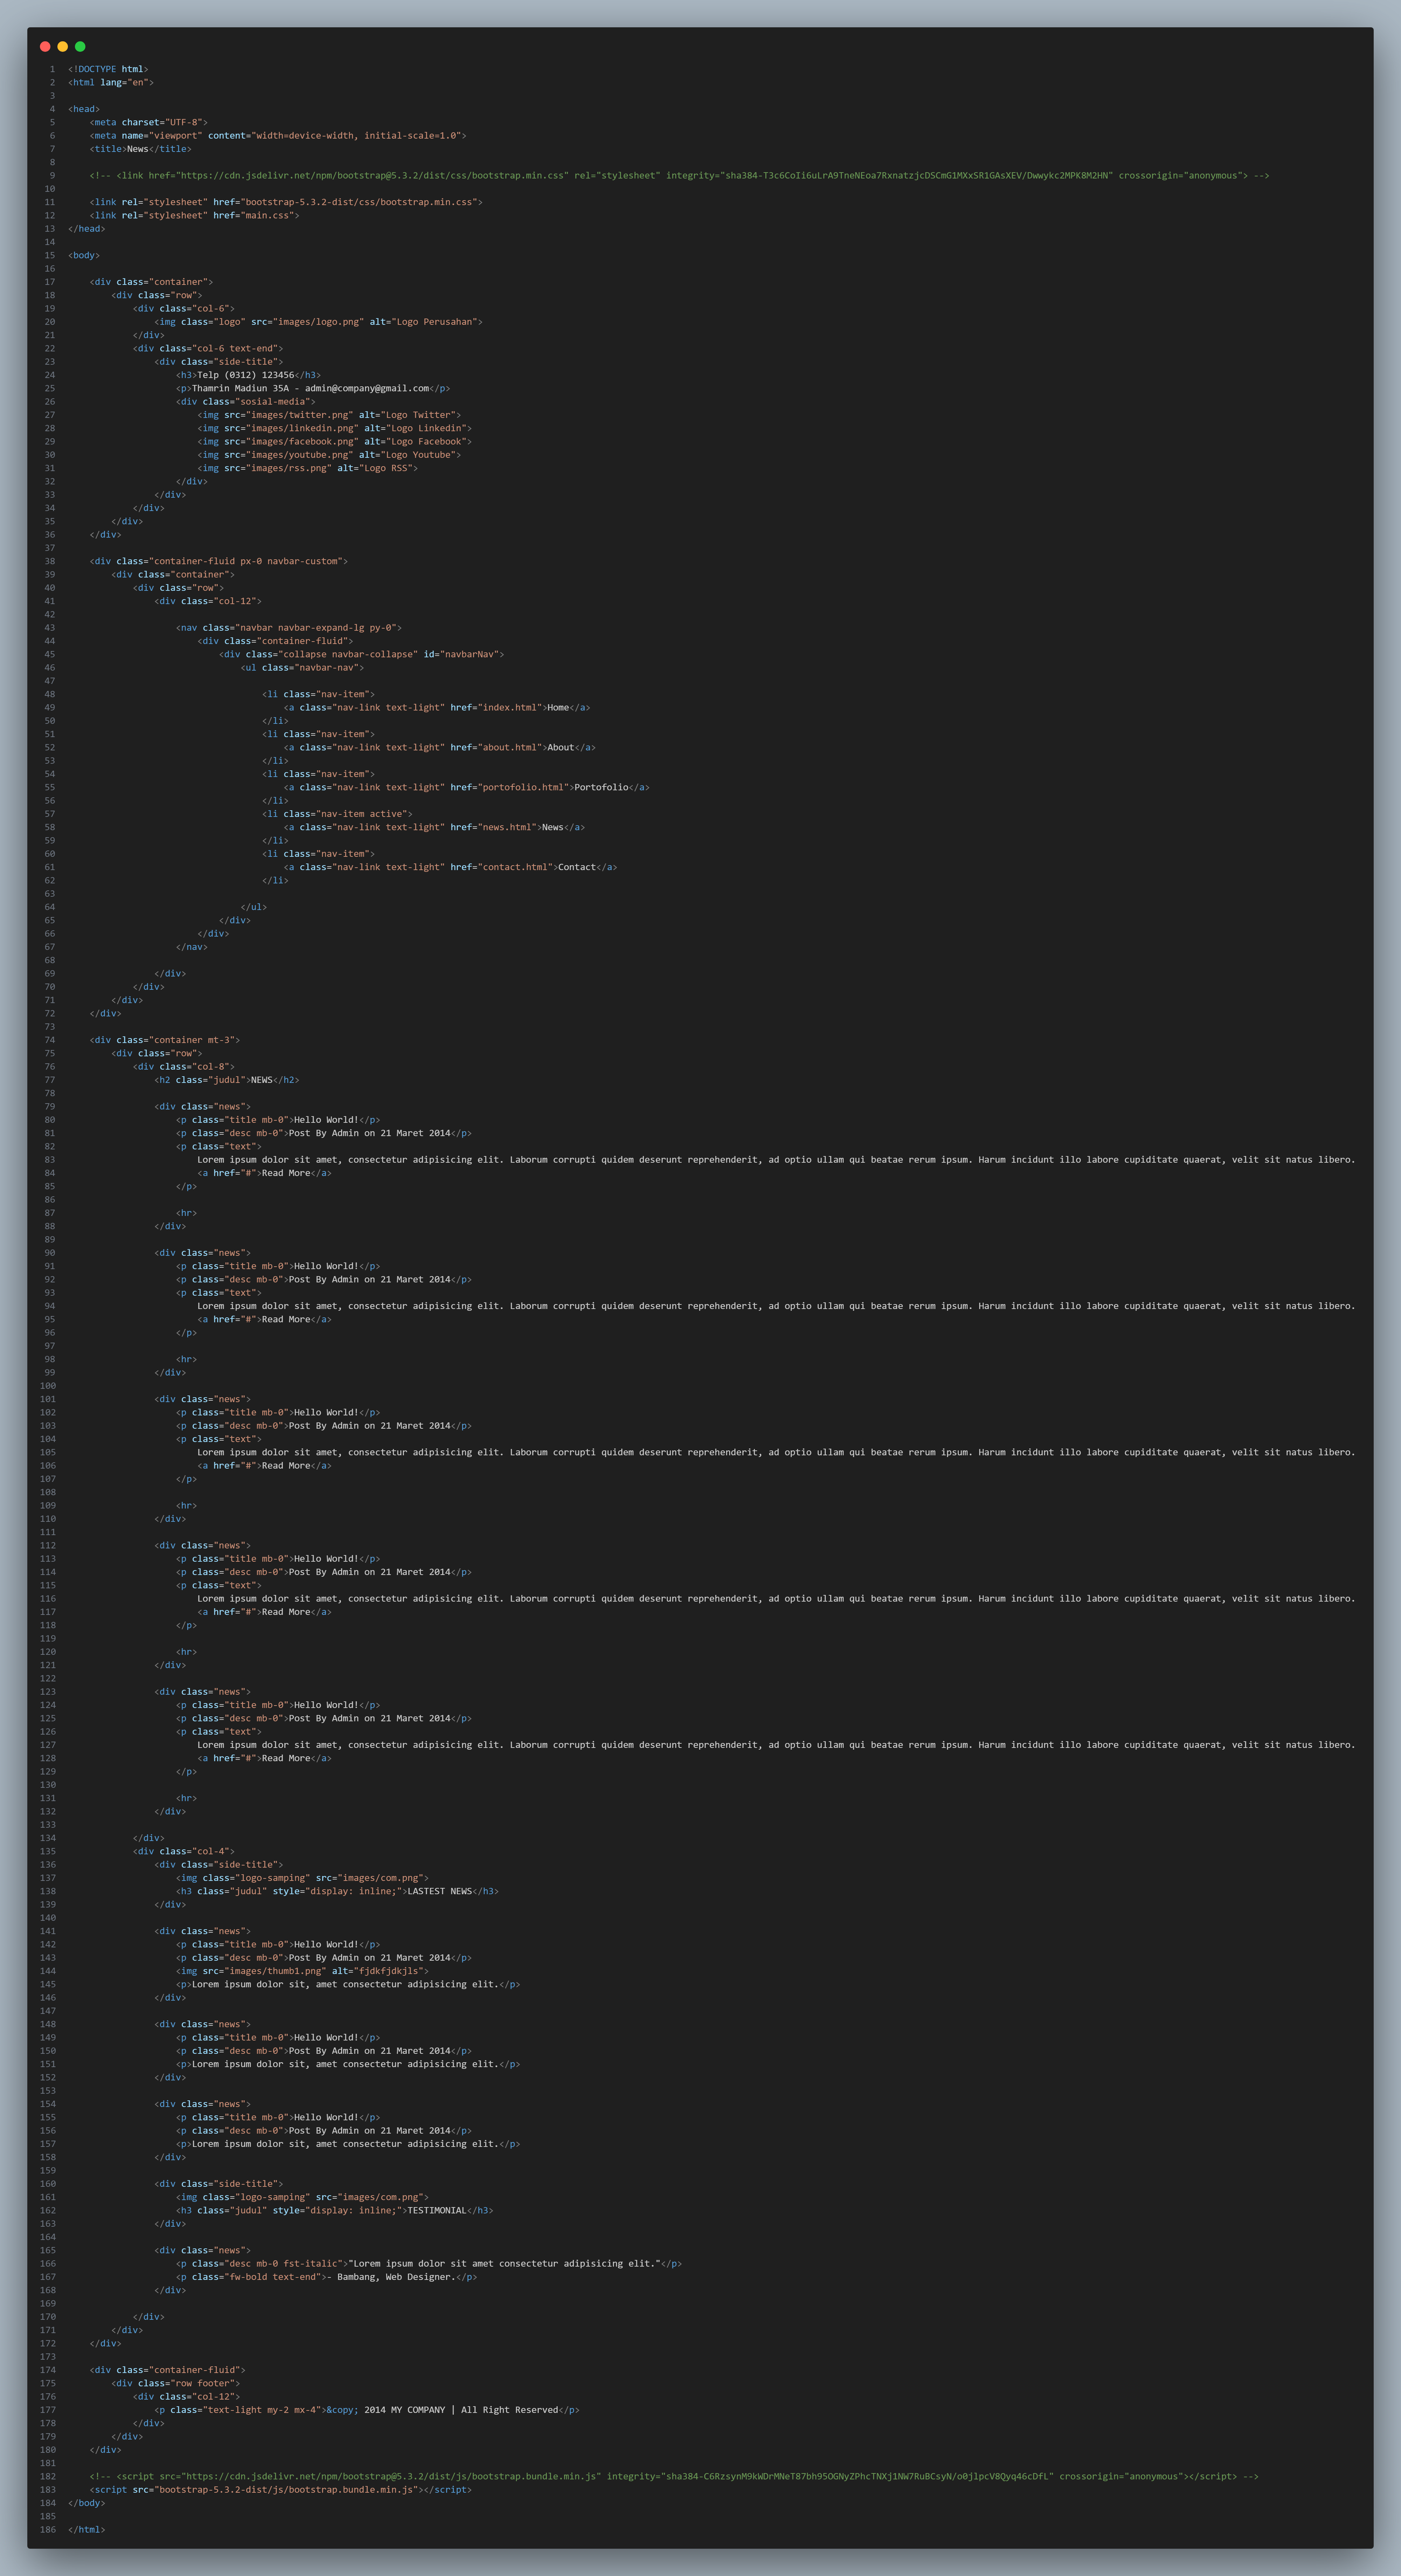 1 <!DOCTYPE html>
2 <html lang="en">
3
4 <head>
5     <meta charset="UTF-8">
6     <meta name="viewport" content="width=device-width, initial-scale=1.0">
7     <title>News</title>
8
9     <!-- <link href="https://cdn.jsdelivr.net/npm/bootstrap@5.3.2/dist/css/bootstrap.min.css" rel="stylesheet" integrity="sha384-T3c6CoIi6uLrA9TneNEoa7RxnatzjcDSCmG1MXxSR1GAsXEV/Dwwykc2MPK8M2HN" crossorigin="anonymous"> -->
10
11     <link rel="stylesheet" href="bootstrap-5.3.2-dist/css/bootstrap.min.css">
12     <link rel="stylesheet" href="main.css">
13 </head>
14
15 <body>
16
17     <div class="container">
18         <div class="row">
19             <div class="col-6">
20                 <img class="logo" src="images/logo.png" alt="Logo Perusahan">
21             </div>
22             <div class="col-6 text-end">
23                 <div class="side-title">
24                     <h3>Telp (0312) 123456</h3>
25                     <p>Thamrin Madiun 35A - admin@company@gmail.com</p>
26                     <div class="sosial-media">
27                         <img src="images/twitter.png" alt="Logo Twitter">
28                         <img src="images/linkedin.png" alt="Logo Linkedin">
29                         <img src="images/facebook.png" alt="Logo Facebook">
30                         <img src="images/youtube.png" alt="Logo Youtube">
31                         <img src="images/rss.png" alt="Logo RSS">
32                     </div>
33                 </div>
34             </div>
35         </div>
36     </div>
37
38     <div class="container-fluid px-0 navbar-custom">
39         <div class="container">
40             <div class="row">
41                 <div class="col-12">
42
43                     <nav class="navbar navbar-expand-lg py-0">
44                         <div class="container-fluid">
45                             <div class="collapse navbar-collapse" id="navbarNav">
46                                 <ul class="navbar-nav">
47
48                                     <li class="nav-item">
49                                         <a class="nav-link text-light" href="index.html">Home</a>
50                                     </li>
51                                     <li class="nav-item">
52                                         <a class="nav-link text-light" href="about.html">About</a>
53                                     </li>
54                                     <li class="nav-item">
55                                         <a class="nav-link text-light" href="portofolio.html">Portofolio</a>
56                                     </li>
57                                     <li class="nav-item active">
58                                         <a class="nav-link text-light" href="news.html">News</a>
59                                     </li>
60                                     <li class="nav-item">
61                                         <a class="nav-link text-light" href="contact.html">Contact</a>
62                                     </li>
63
64                                 </ul>
65                             </div>
66                         </div>
67                     </nav>
68
69                 </div>
70             </div>
71         </div>
72     </div>
73
74     <div class="container mt-3">
75         <div class="row">
76             <div class="col-8">
77                 <h2 class="judul">NEWS</h2>
78
79                 <div class="news">
80                     <p class="title mb-0">Hello World!</p>
81                     <p class="desc mb-0">Post By Admin on 21 Maret 2014</p>
82                     <p class="text">
83                         Lorem ipsum dolor sit amet, consectetur adipisicing elit. Laborum corrupti quidem deserunt reprehenderit, ad optio ullam qui beatae rerum ipsum. Harum incidunt illo labore cupiditate quaerat, velit sit natus libero.
84                         <a href="#">Read More</a>
85                     </p>
86
87                     <hr>
88                 </div>
89
90                 <div class="news">
91                     <p class="title mb-0">Hello World!</p>
92                     <p class="desc mb-0">Post By Admin on 21 Maret 2014</p>
93                     <p class="text">
94                         Lorem ipsum dolor sit amet, consectetur adipisicing elit. Laborum corrupti quidem deserunt reprehenderit, ad optio ullam qui beatae rerum ipsum. Harum incidunt illo labore cupiditate quaerat, velit sit natus libero.
95                         <a href="#">Read More</a>
96                     </p>
97
98                     <hr>
99                 </div>
100
101                 <div class="news">
102                     <p class="title mb-0">Hello World!</p>
103                     <p class="desc mb-0">Post By Admin on 21 Maret 2014</p>
104                     <p class="text">
105                         Lorem ipsum dolor sit amet, consectetur adipisicing elit. Laborum corrupti quidem deserunt reprehenderit, ad optio ullam qui beatae rerum ipsum. Harum incidunt illo labore cupiditate quaerat, velit sit natus libero.
106                         <a href="#">Read More</a>
107                     </p>
108
109                     <hr>
110                 </div>
111
112                 <div class="news">
113                     <p class="title mb-0">Hello World!</p>
114                     <p class="desc mb-0">Post By Admin on 21 Maret 2014</p>
115                     <p class="text">
116                         Lorem ipsum dolor sit amet, consectetur adipisicing elit. Laborum corrupti quidem deserunt reprehenderit, ad optio ullam qui beatae rerum ipsum. Harum incidunt illo labore cupiditate quaerat, velit sit natus libero.
117                         <a href="#">Read More</a>
118                     </p>
119
120                     <hr>
121                 </div>
122
123                 <div class="news">
124                     <p class="title mb-0">Hello World!</p>
125                     <p class="desc mb-0">Post By Admin on 21 Maret 2014</p>
126                     <p class="text">
127                         Lorem ipsum dolor sit amet, consectetur adipisicing elit. Laborum corrupti quidem deserunt reprehenderit, ad optio ullam qui beatae rerum ipsum. Harum incidunt illo labore cupiditate quaerat, velit sit natus libero.
128                         <a href="#">Read More</a>
129                     </p>
130
131                     <hr>
132                 </div>
133
134             </div>
135             <div class="col-4">
136                 <div class="side-title">
137                     <img class="logo-samping" src="images/com.png">
138                     <h3 class="judul" style="display: inline;">LASTEST NEWS</h3>
139                 </div>
140
141                 <div class="news">
142                     <p class="title mb-0">Hello World!</p>
143                     <p class="desc mb-0">Post By Admin on 21 Maret 2014</p>
144                     <img src="images/thumb1.png" alt="fjdkfjdkjls">
145                     <p>Lorem ipsum dolor sit, amet consectetur adipisicing elit.</p>
146                 </div>
147
148                 <div class="news">
149                     <p class="title mb-0">Hello World!</p>
150                     <p class="desc mb-0">Post By Admin on 21 Maret 2014</p>
151                     <p>Lorem ipsum dolor sit, amet consectetur adipisicing elit.</p>
152                 </div>
153
154                 <div class="news">
155                     <p class="title mb-0">Hello World!</p>
156                     <p class="desc mb-0">Post By Admin on 21 Maret 2014</p>
157                     <p>Lorem ipsum dolor sit, amet consectetur adipisicing elit.</p>
158                 </div>
159
160                 <div class="side-title">
161                     <img class="logo-samping" src="images/com.png">
162                     <h3 class="judul" style="display: inline;">TESTIMONIAL</h3>
163                 </div>
164
165                 <div class="news">
166                     <p class="desc mb-0 fst-italic">"Lorem ipsum dolor sit amet consectetur adipisicing elit."</p>
167                     <p class="fw-bold text-end">- Bambang, Web Designer.</p>
168                 </div>
169
170             </div>
171         </div>
172     </div>
173
174     <div class="container-fluid">
175         <div class="row footer">
176             <div class="col-12">
177                 <p class="text-light my-2 mx-4">&copy; 2014 MY COMPANY | All Right Reserved</p>
178             </div>
179         </div>
180     </div>
181
182     <!-- <script src="https://cdn.jsdelivr.net/npm/bootstrap@5.3.2/dist/js/bootstrap.bundle.min.js" integrity="sha384-C6RzsynM9kWDrMNeT87bh95OGNyZPhcTNXj1NW7RuBCsyN/o0jlpcV8Qyq46cDfL" crossorigin="anonymous"></script> -->
183     <script src="bootstrap-5.3.2-dist/js/bootstrap.bundle.min.js"></script>
184 </body>
185
186 </html>